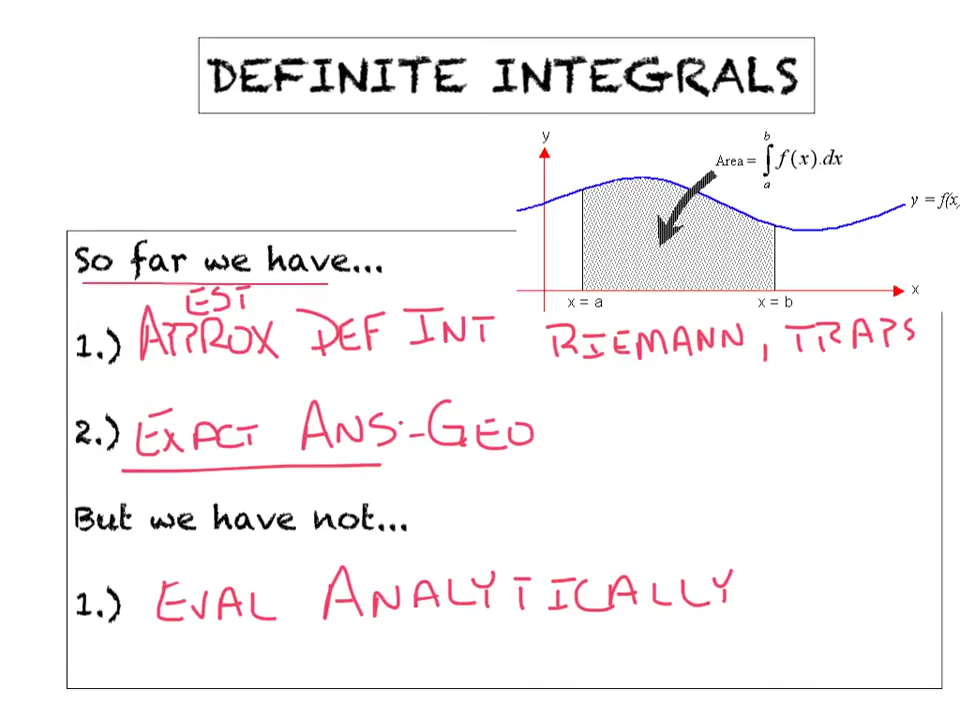 DEFINITE INTEGRALS
y
Area = ∫ₐᵇ f(x).dx
y = f(x)
x
x = a
x = b
So far we have...
EST
1.) APPROX DEF INT RIEMANN, TRAPS
2.) EXACT ANS.-GEO
But we have not...
1.) EVAL ANALYTICALLY